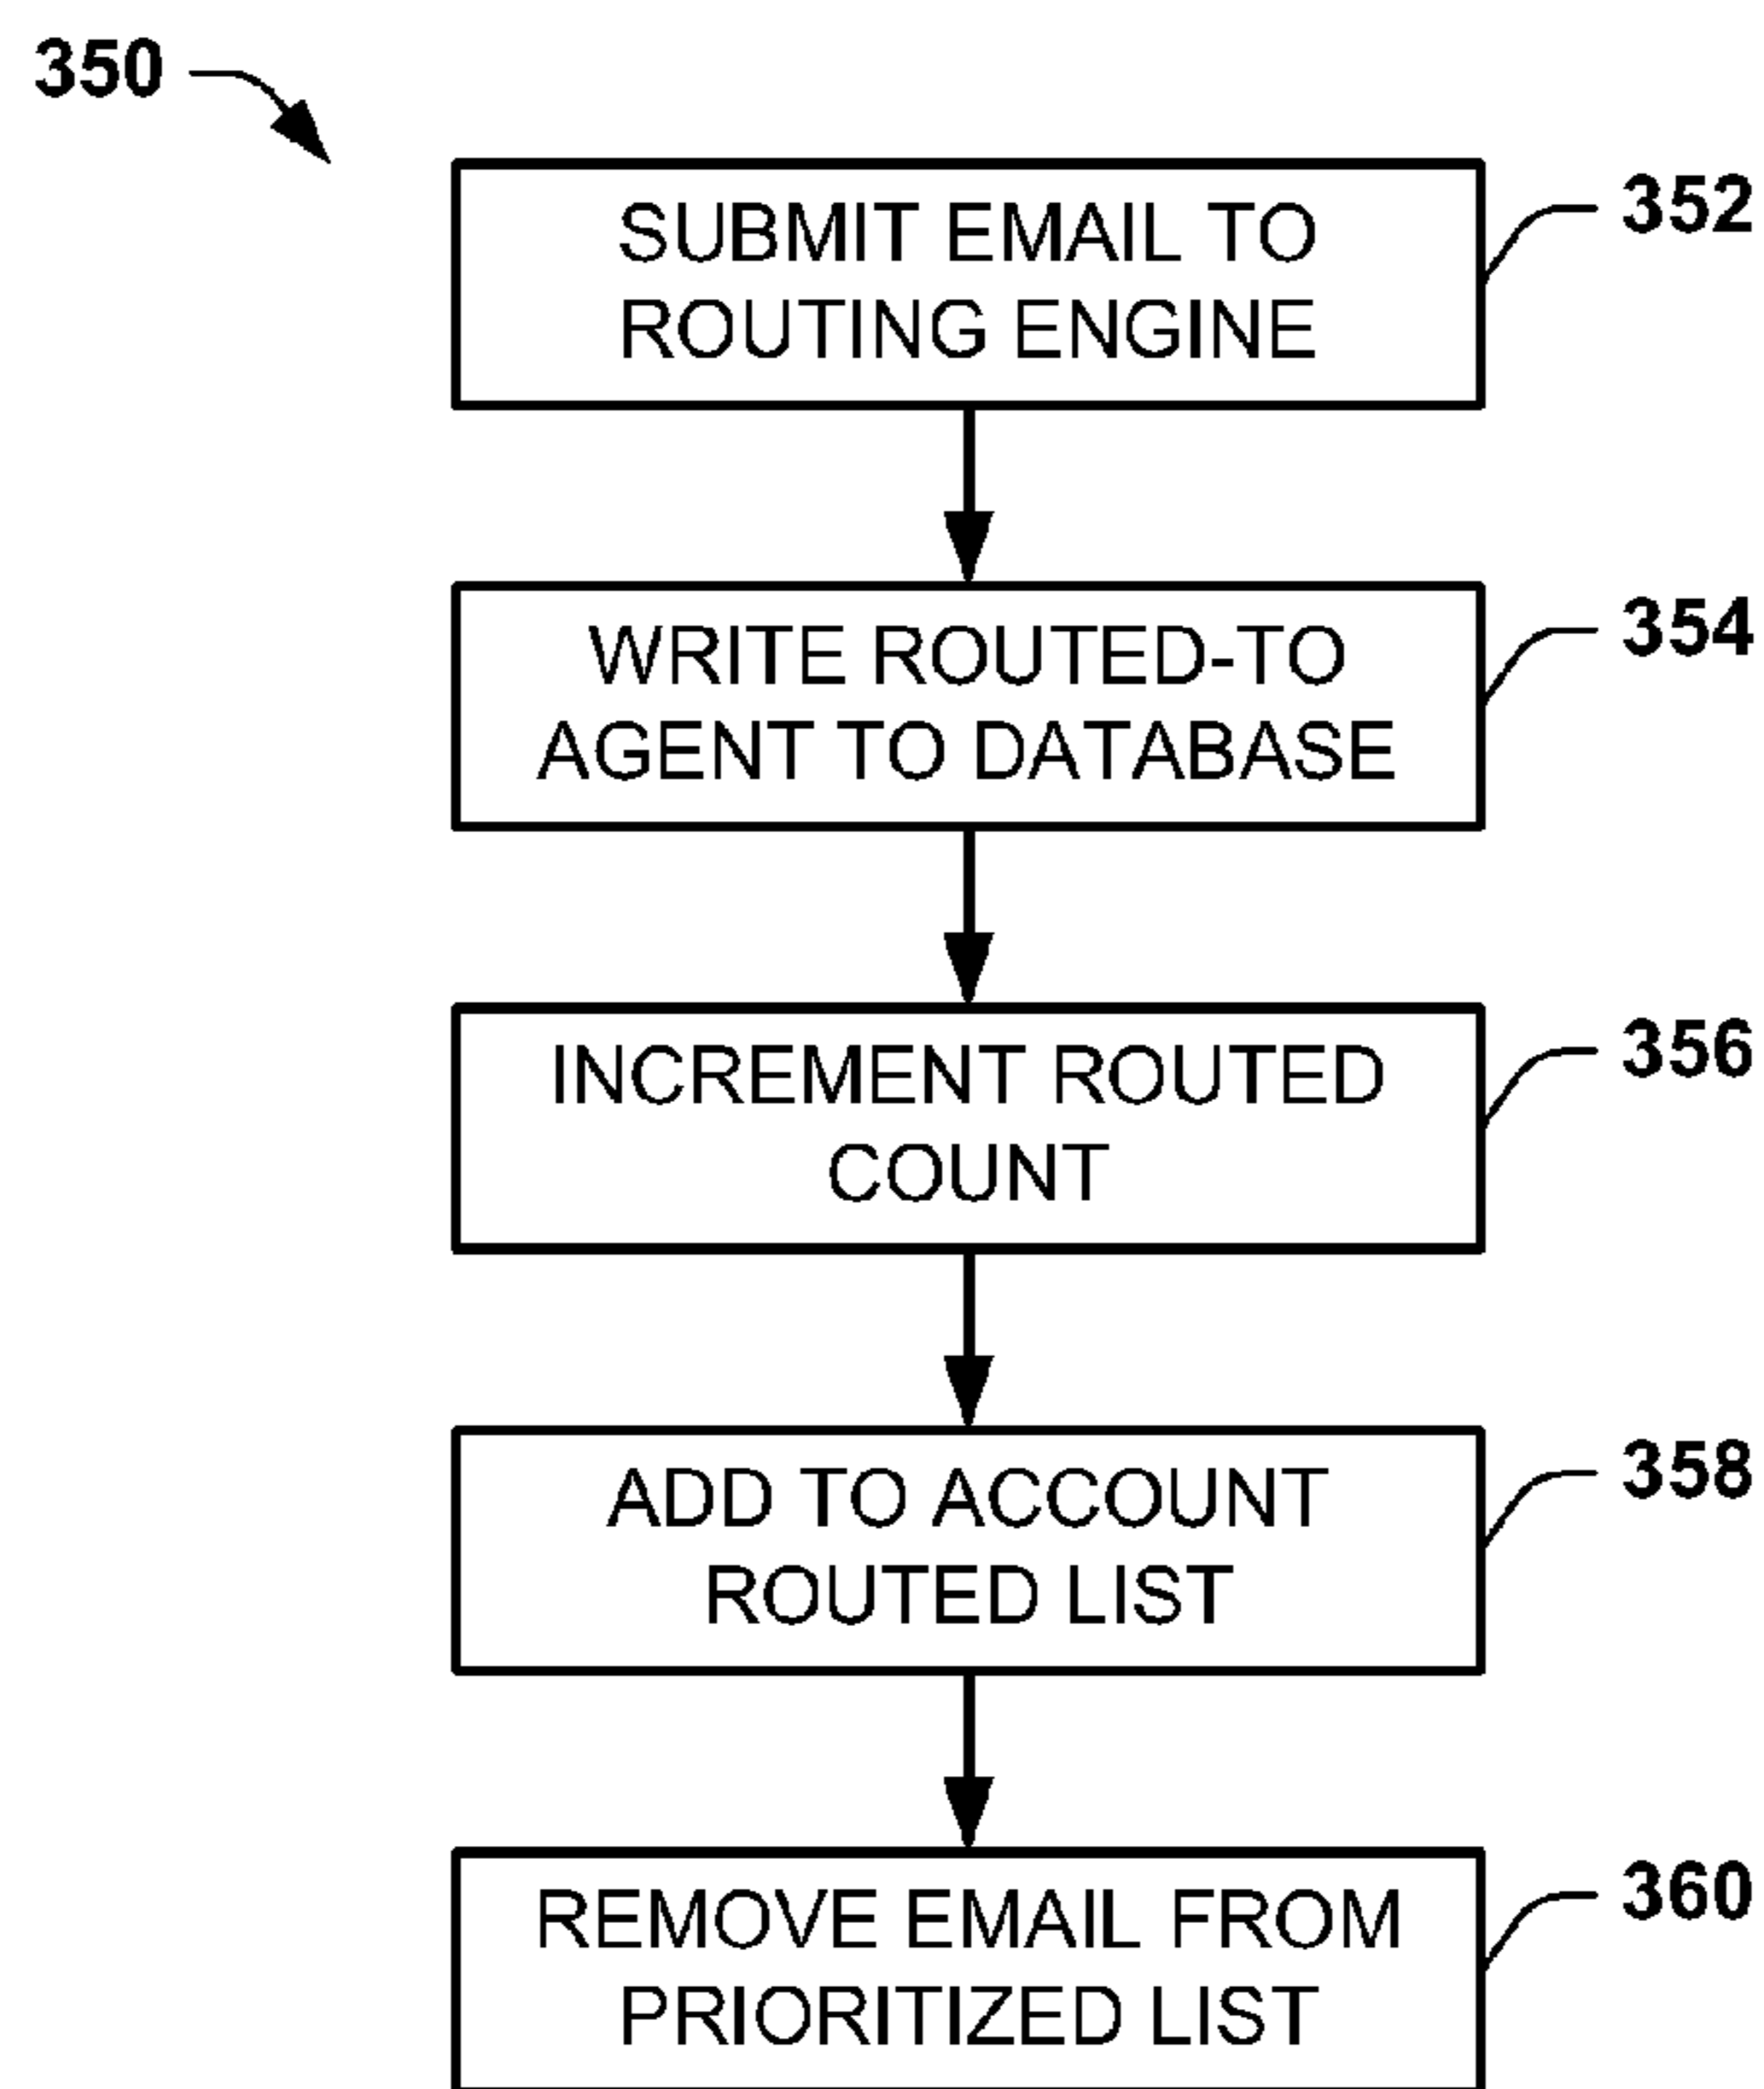 350
SUBMIT EMAIL TO
ROUTING ENGINE
352
WRITE ROUTED-TO
AGENT TO DATABASE
354
INCREMENT ROUTED
COUNT
356
ADD TO ACCOUNT
ROUTED LIST
358
REMOVE EMAIL FROM
PRIORITIZED LIST
360